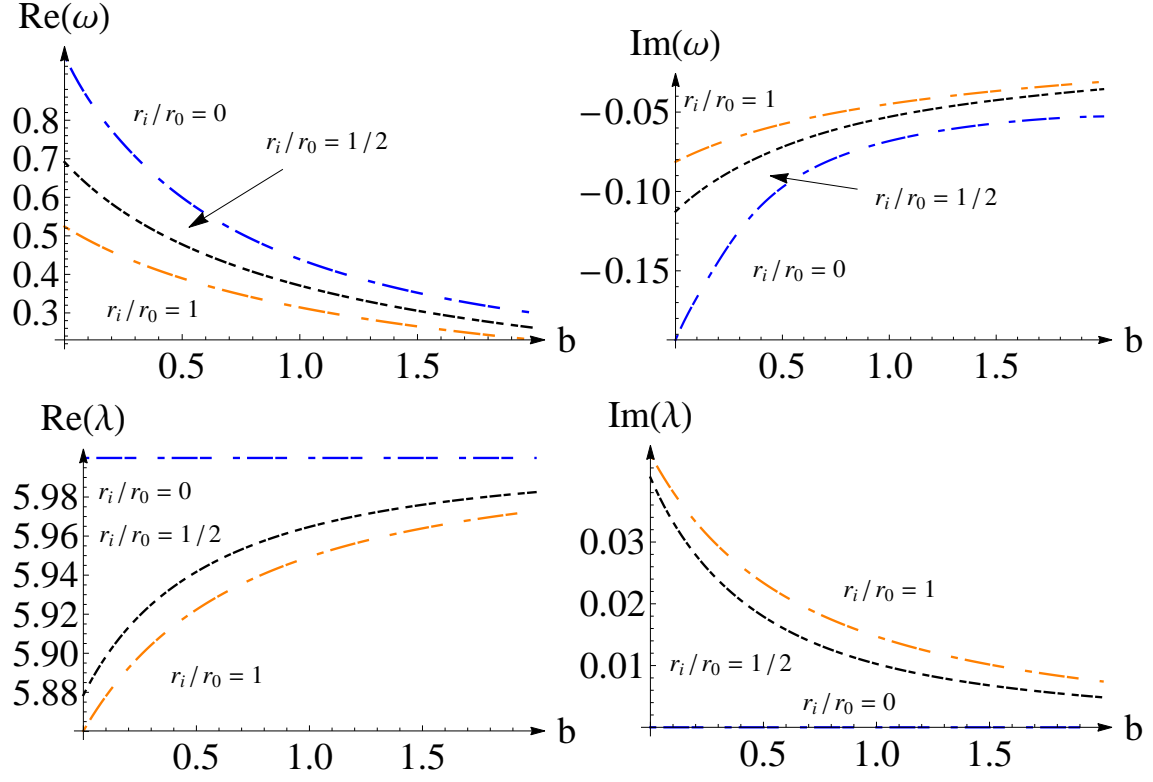 Re(ω)
0.8
0.7
0.6
0.5
0.4
0.3
r_i/r_0 = 0
r_i/r_0 = 1/2
r_i/r_0 = 1
0.5 1.0 1.5 b
Im(ω)
−0.05
−0.10
−0.15
r_i/r_0 = 1
r_i/r_0 = 1/2
r_i/r_0 = 0
0.5 1.0 1.5 b
Re(λ)
5.98
5.96
5.94
5.92
5.90
5.88
r_i/r_0 = 0
r_i/r_0 = 1/2
r_i/r_0 = 1
0.5 1.0 1.5 b
Im(λ)
0.03
0.02
0.01
r_i/r_0 = 1
r_i/r_0 = 1/2
r_i/r_0 = 0
0.5 1.0 1.5 b